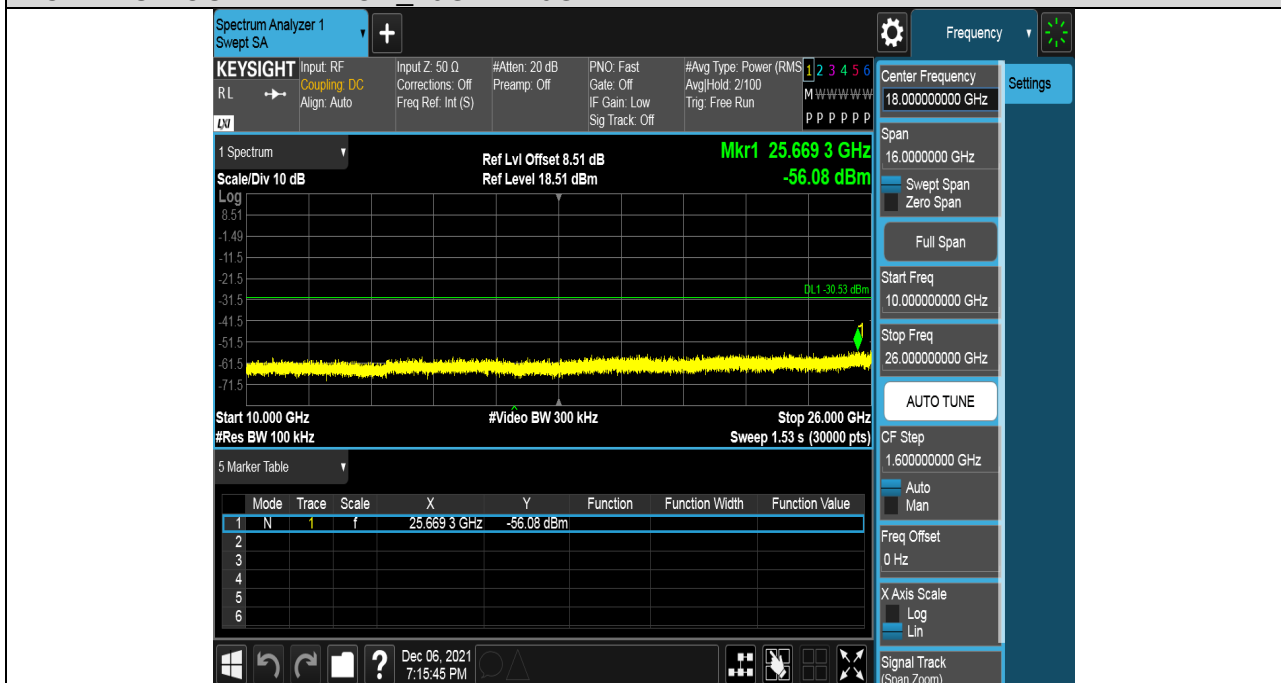 Spectrum Analyzer 1
Swept SA
Frequency
KEYSIGHT
RL
LXI
Input: RF
Coupling: DC
Align: Auto
Input Z: 50 Ω
Corrections: Off
Freq Ref: Int (S)
#Atten: 20 dB
Preamp: Off
PNO: Fast
Gate: Off
IF Gain: Low
Sig Track: Off
#Avg Type: Power (RMS
Avg|Hold: 2/100
Trig: Free Run
1 2 3 4 5 6
M W W W W W
P P P P P P
1 Spectrum
Scale/Div 10 dB
Ref Lvl Offset 8.51 dB
Ref Level 18.51 dBm
Mkr1 25.669 3 GHz
-56.08 dBm
Log
8.51
-1.49
-11.5
-21.5
-31.5
-41.5
-51.5
-61.5
-71.5
DL1 -30.53 dBm
1
Start 10.000 GHz
#Video BW 300 kHz
Stop 26.000 GHz
#Res BW 100 kHz
Sweep 1.53 s (30000 pts)
5 Marker Table
Mode Trace Scale X Y Function Function Width Function Value
1 N 1 f 25.669 3 GHz -56.08 dBm
2
3
4
5
6
?
Dec 06, 2021
7:15:45 PM
Center Frequency
18.000000000 GHz
Span
16.0000000 GHz
Swept Span
Zero Span
Full Span
Start Freq
10.000000000 GHz
Stop Freq
26.000000000 GHz
AUTO TUNE
CF Step
1.600000000 GHz
Auto
Man
Freq Offset
0 Hz
X Axis Scale
Log
Lin
Signal Track
(Span Zoom)
Settings